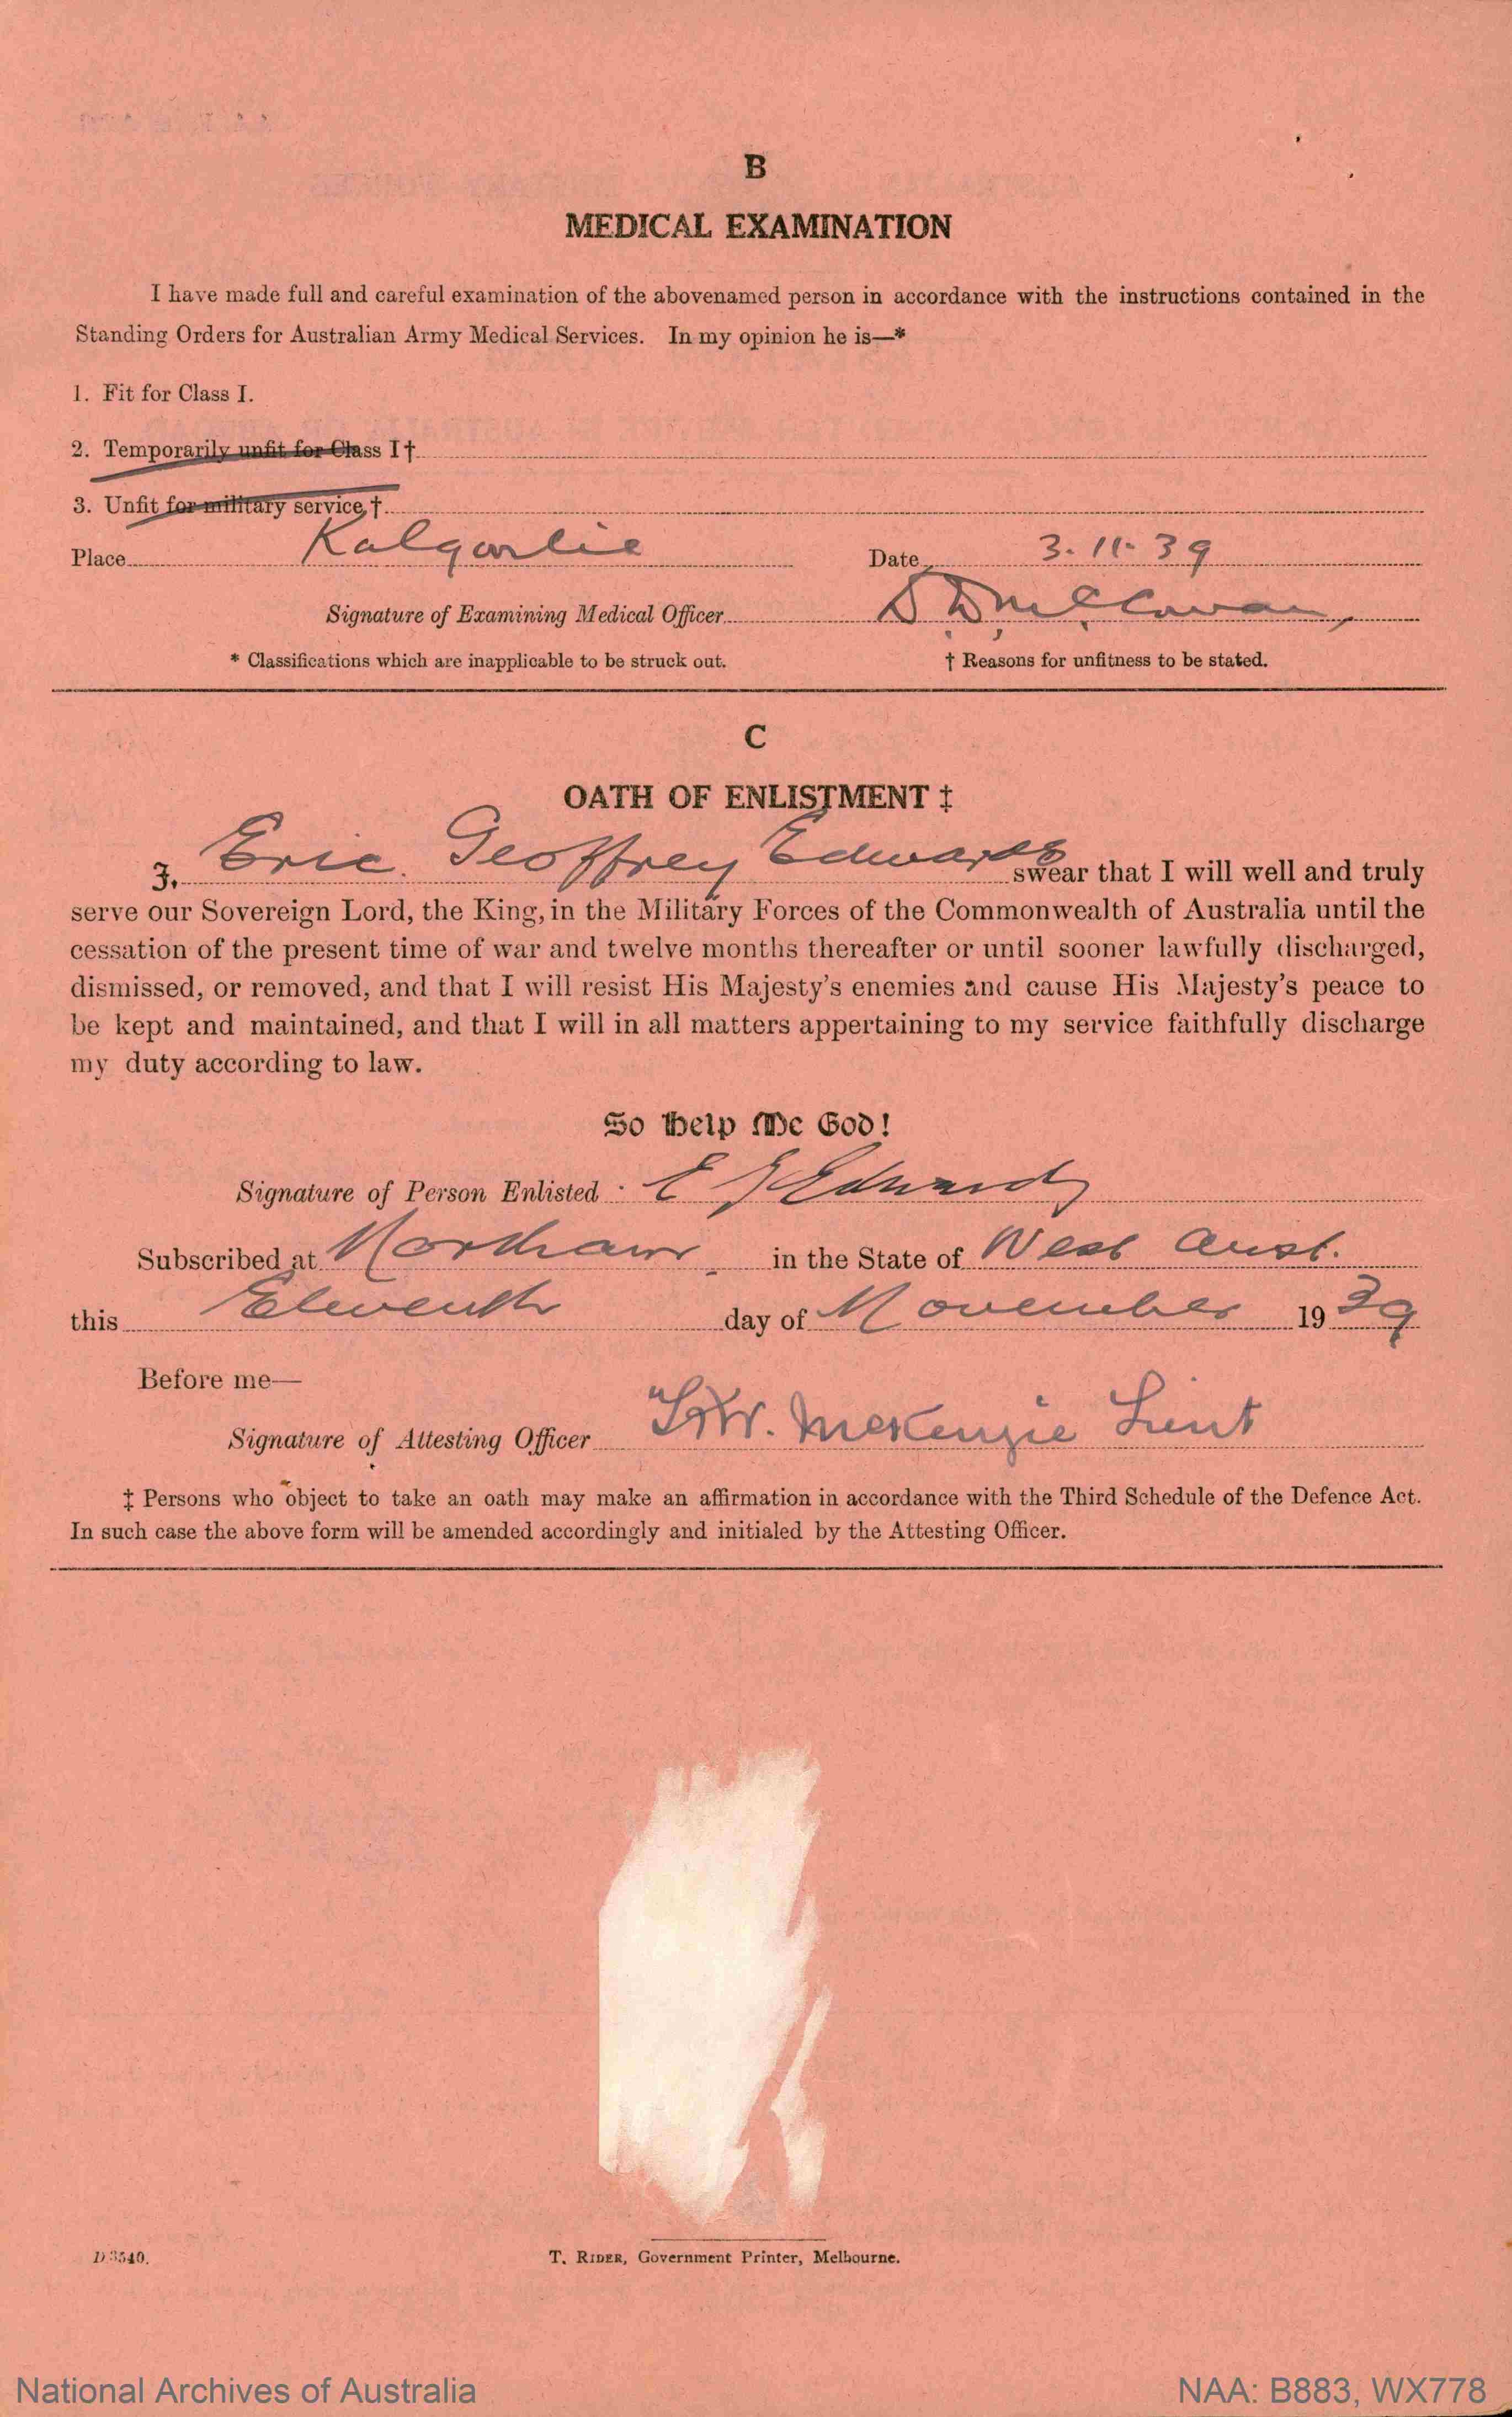 B
MEDICAL EXAMINATION
I have made full and careful examination of the abovenamed person in accordance with the instructions contained in the
Standing Orders for Australian Army Medical Services. In my opinion he is—*
1. Fit for Class I.
2. Temporarily unfit for Class I †
3. Unfit for military service, †
Place Kalgoorlie Date 3.11.39
Signature of Examining Medical Officer
* Classifications which are inapplicable to be struck out. † Reasons for unfitness to be stated.
C
OATH OF ENLISTMENT ‡
I, Eric Geoffrey Edwards swear that I will well and truly
serve our Sovereign Lord, the King, in the Military Forces of the Commonwealth of Australia until the
cessation of the present time of war and twelve months thereafter or until sooner lawfully discharged,
dismissed, or removed, and that I will resist His Majesty's enemies and cause His Majesty's peace to
be kept and maintained, and that I will in all matters appertaining to my service faithfully discharge
my duty according to law.
So Help Me God!
Signature of Person Enlisted E G Edwards
Subscribed at Northam in the State of West Aust.
this Eleventh day of November 1939
Before me—
Signature of Attesting Officer McKenzie Lieut
‡ Persons who object to take an oath may make an affirmation in accordance with the Third Schedule of the Defence Act.
In such case the above form will be amended accordingly and initialed by the Attesting Officer.
D 3540. T. RIDER, Government Printer, Melbourne.
National Archives of Australia NAA: B883, WX778